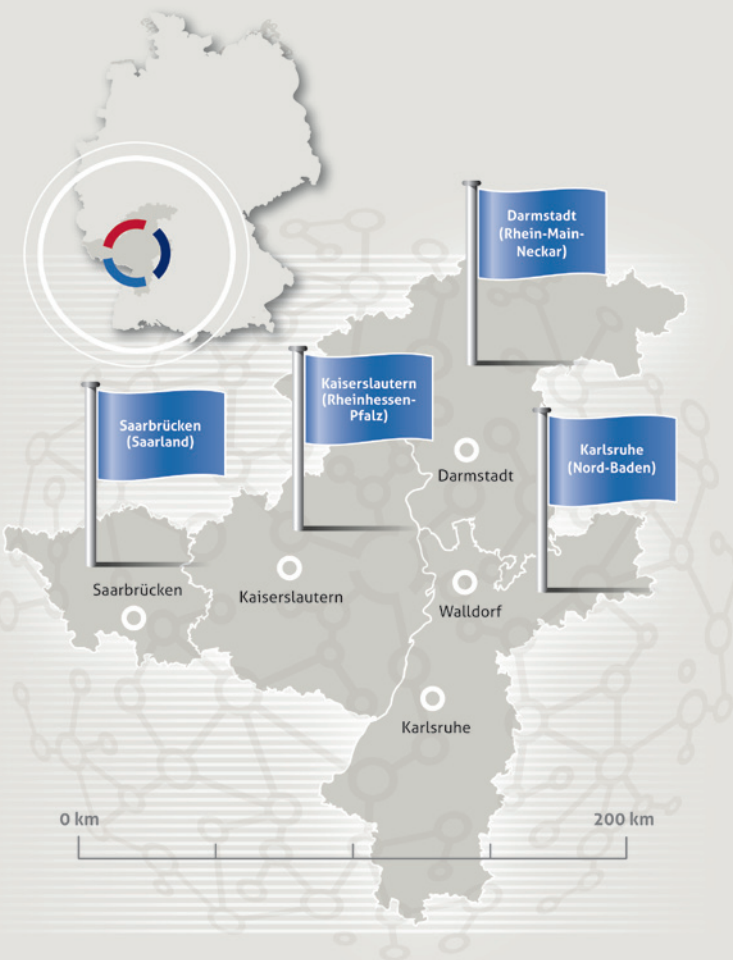 Darmstadt
(Rhein-Main-
Neckar)
Kaiserslautern
(Rheinhessen-
Pfalz)
Saarbrücken
(Saarland)
Karlsruhe
(Nord-Baden)
Darmstadt
Saarbrücken
Kaiserslautern
Walldorf
Karlsruhe
0 km
200 km